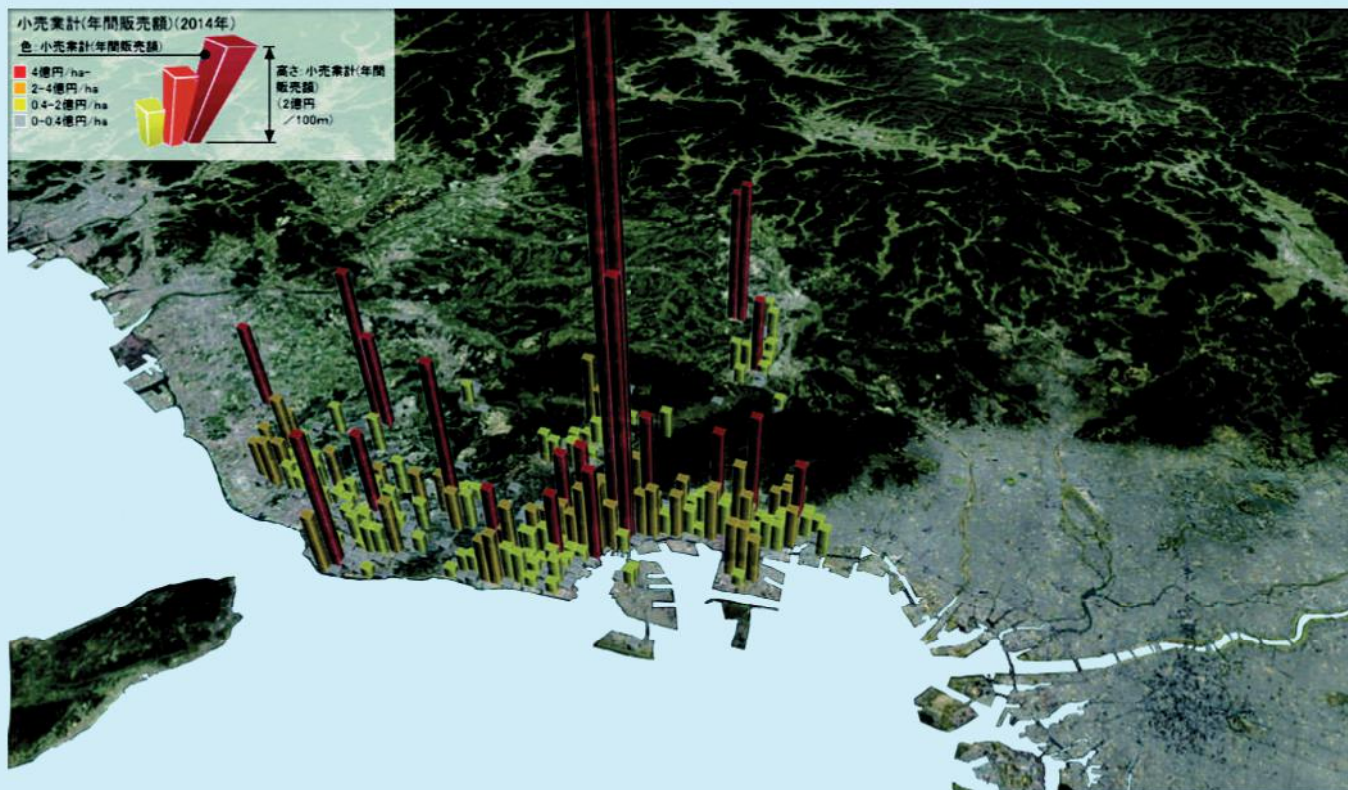 小売業計(年間販売額)(2014年)
色:小売業計(年間販売額)
4億円/ha-
2-4億円/ha
0.4-2億円/ha
0-0.4億円/ha
高さ:小売業計(年間
販売額)
(2億円
/100m)